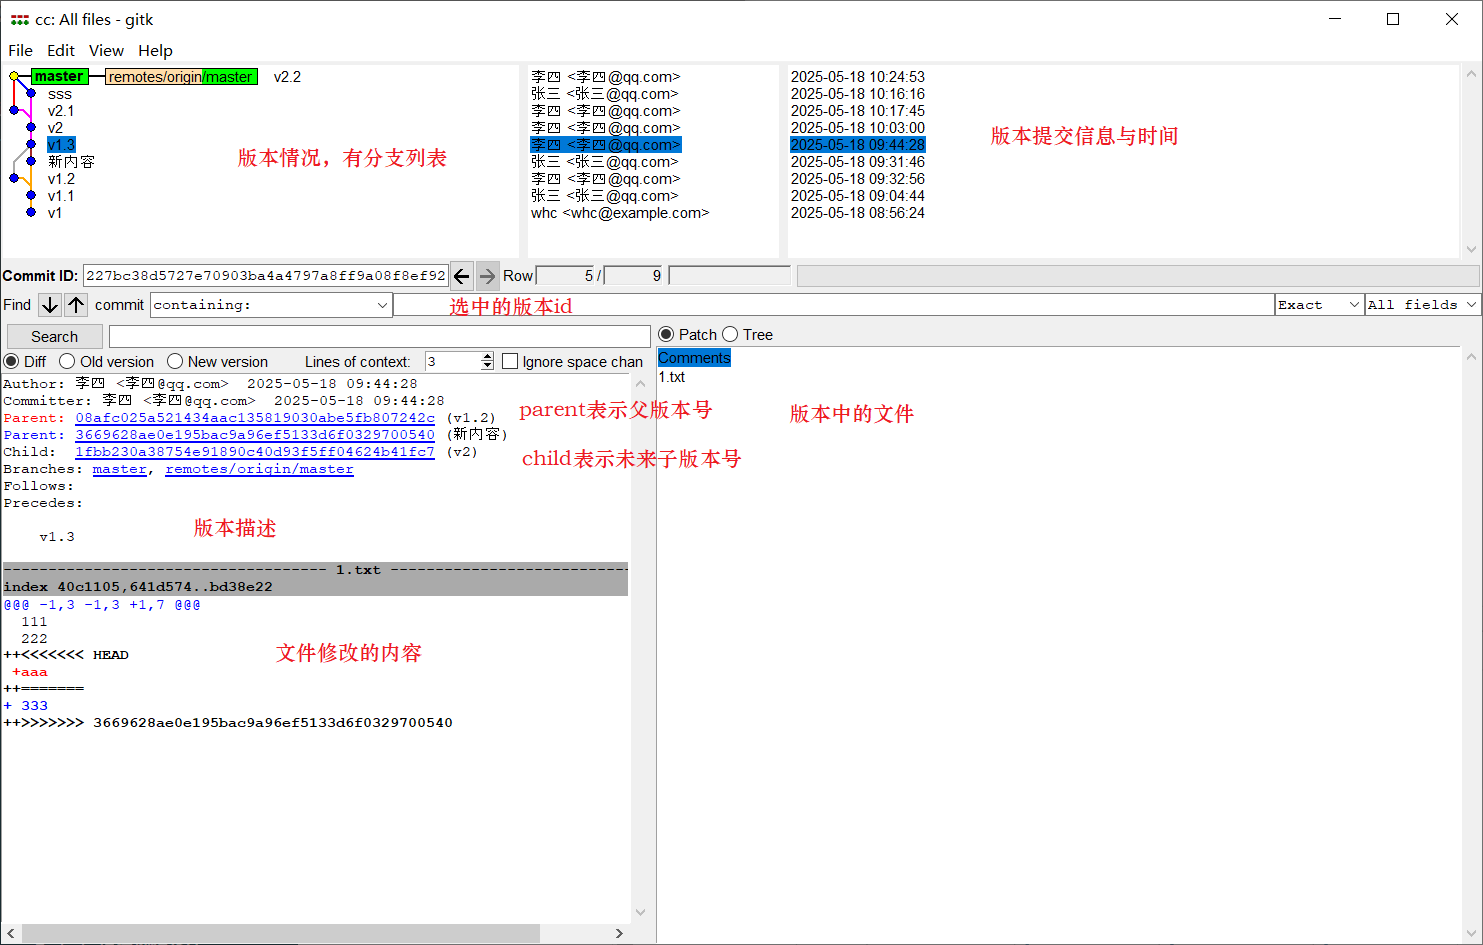 cc: All files - gitk
File Edit View Help
master remotes/origin/master v2.2 李四 <李四@qq.com> 2025-05-18 10:24:53
sss 张三 <张三@qq.com> 2025-05-18 10:16:16
v2.1 李四 <李四@qq.com> 2025-05-18 10:17:45
v2 李四 <李四@qq.com> 2025-05-18 10:03:00
v1.3 李四 <李四@qq.com> 2025-05-18 09:44:28
新内容 张三 <张三@qq.com> 2025-05-18 09:31:46
v1.2 李四 <李四@qq.com> 2025-05-18 09:32:56
v1.1 张三 <张三@qq.com> 2025-05-18 09:04:44
v1 whc <whc@example.com> 2025-05-18 08:56:24
版本情况，有分支列表
版本提交信息与时间
Commit ID: 227bc38d5727e70903ba4a4797a8ff9a08f8ef92 Row 5 / 9
Find commit containing: Exact All fields
选中的版本id
Search
Patch Tree
Diff Old version New version Lines of context: 3 Ignore space chan
Comments
1.txt
Author: 李四 <李四@qq.com> 2025-05-18 09:44:28
Committer: 李四 <李四@qq.com> 2025-05-18 09:44:28
Parent: 08afc025a521434aac135819030abe5fb807242c (v1.2)
Parent: 3669628ae0e195bac9a96ef5133d6f0329700540 (新内容)
Child: 1fbb230a38754e91890c40d93f5ff04624b41fc7 (v2)
Branches: master, remotes/origin/master
Follows:
Precedes:
parent表示父版本号
child表示未来子版本号
版本中的文件
版本描述
v1.3
------------------------------------ 1.txt ---------------------------
index 40c1105,641d574..bd38e22
@@@ -1,3 -1,3 +1,7 @@@
111
222
++<<<<<<< HEAD
+aaa
++=======
+ 333
++>>>>>>> 3669628ae0e195bac9a96ef5133d6f0329700540
文件修改的内容